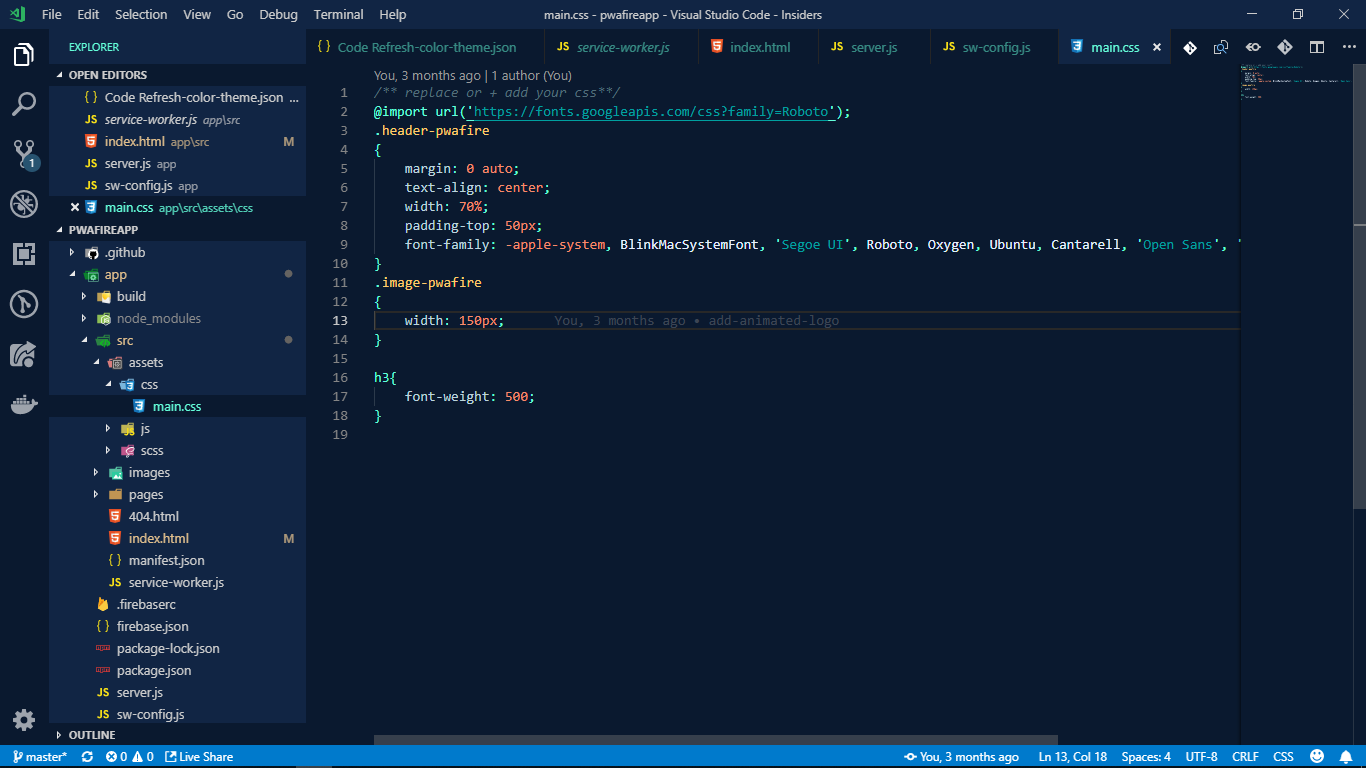 File Edit Selection View Go Debug Terminal Help main.css - pwafireapp - Visual Studio Code - Insiders
EXPLORER
OPEN EDITORS
{ } Code Refresh-color-theme.json ...
JS service-worker.js app\src
index.html app\src M
JS server.js app
JS sw-config.js app
main.css app\src\assets\css
PWAFIREAPP
.github
app
build
node_modules
src
assets
css
main.css
JS js
scss
images
pages
404.html
index.html M
{ } manifest.json
JS service-worker.js
.firebaserc
{ } firebase.json
package-lock.json
package.json
JS server.js
JS sw-config.js
OUTLINE
1
{ } Code Refresh-color-theme.json JS service-worker.js index.html JS server.js JS sw-config.js main.css
You, 3 months ago | 1 author (You)
1 /** replace or + add your css**/
2 @import url('https://fonts.googleapis.com/css?family=Roboto');
3 .header-pwafire
4 {
5 margin: 0 auto;
6 text-align: center;
7 width: 70%;
8 padding-top: 50px;
9 font-family: -apple-system, BlinkMacSystemFont, 'Segoe UI', Roboto, Oxygen, Ubuntu, Cantarell, 'Open Sans', '
10 }
11 .image-pwafire
12 {
13 width: 150px; You, 3 months ago • add-animated-logo
14 }
15
16 h3{
17 font-weight: 500;
18 }
19
master* 0 0 Live Share You, 3 months ago Ln 13, Col 18 Spaces: 4 UTF-8 CRLF CSS